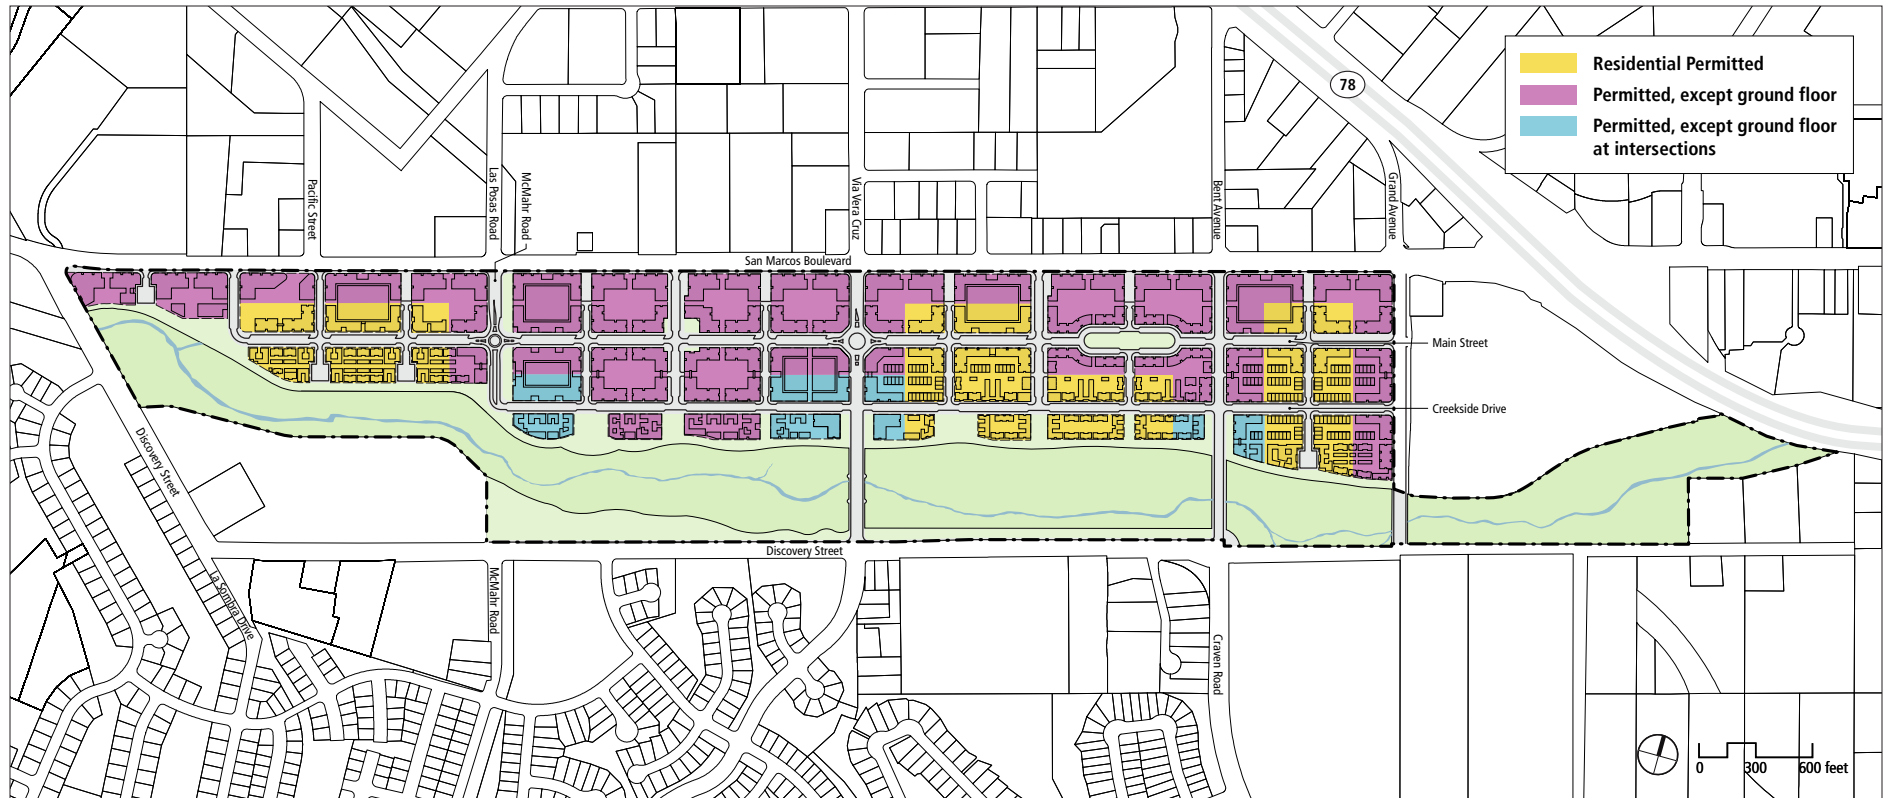 78
Residential Permitted
Permitted, except ground floor
Permitted, except ground floor
at intersections
Pacific Street
Las Posas Road
McMahr Road
Via Vera Cruz
Bent Avenue
Grand Avenue
San Marcos Boulevard
Main Street
Creekside Drive
Discovery Street
Discovery Street
La Sombra Drive
McMahr Road
Craven Road
0 300 600 feet